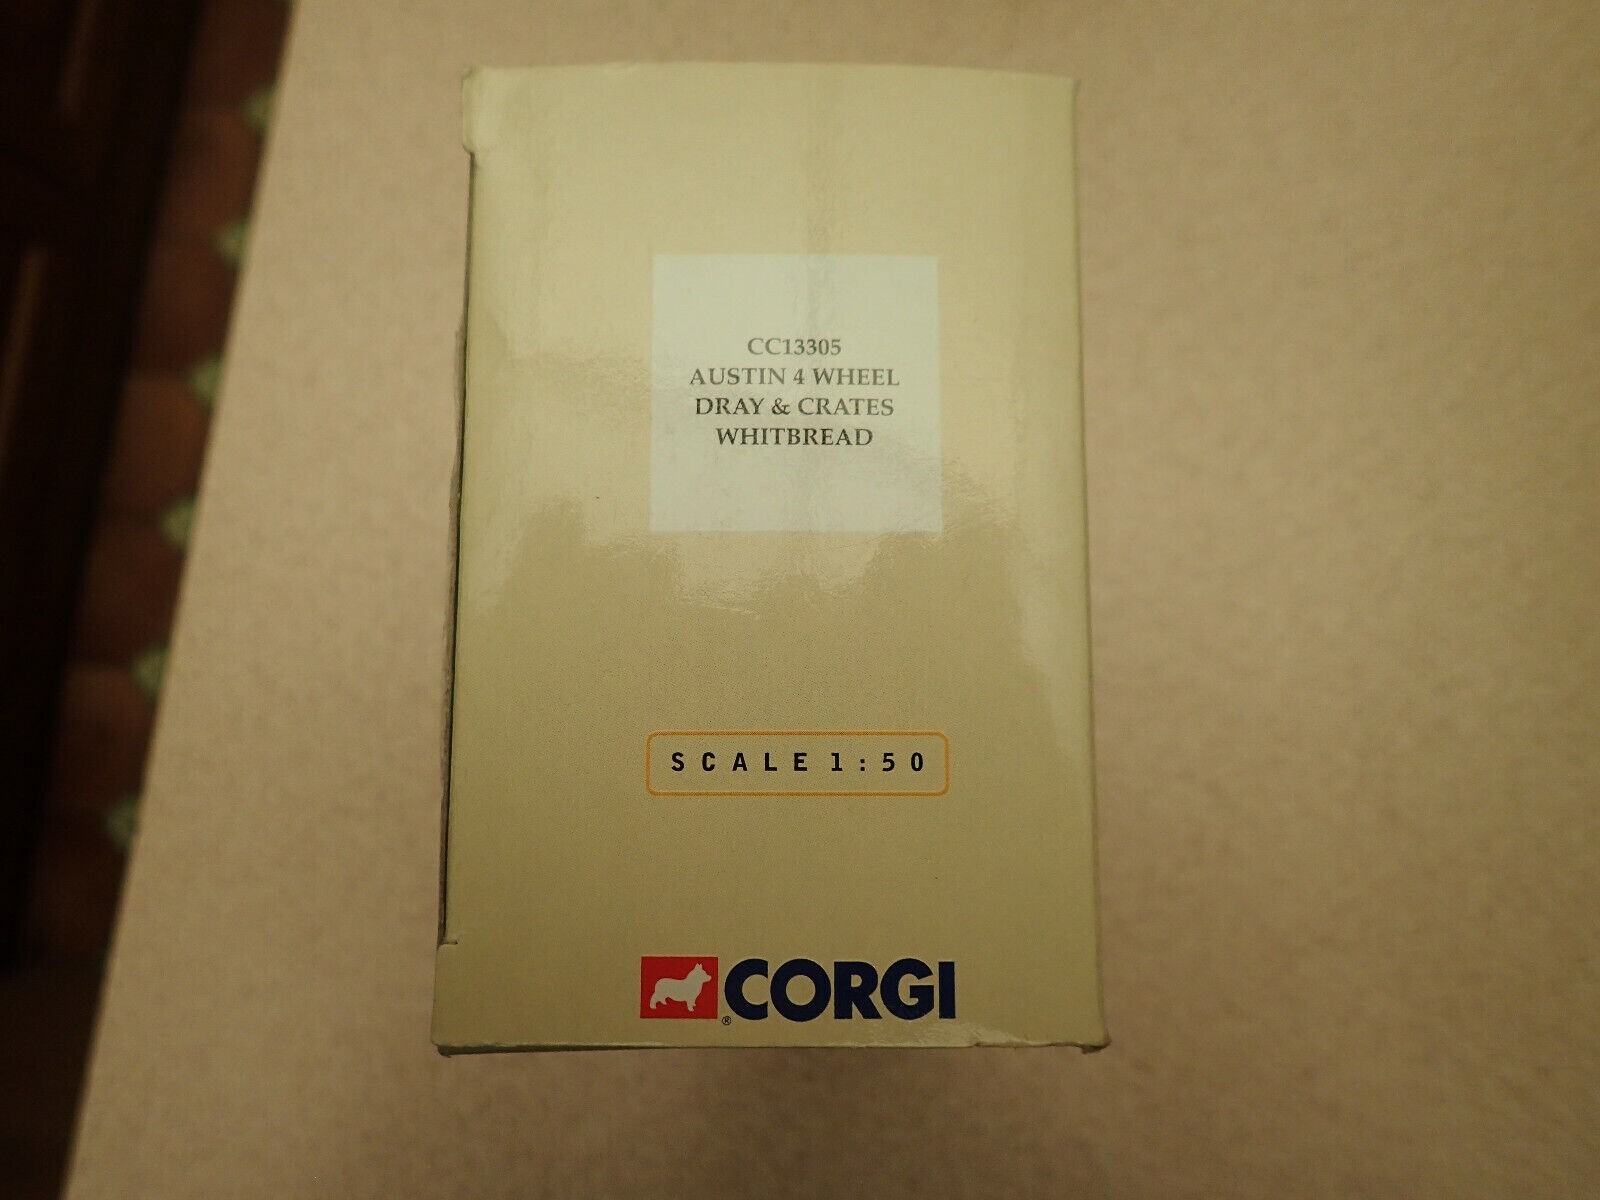 CC13305
AUSTIN 4 WHEEL
DRAY & CRATES
WHITBREAD
SCALE 1:50
® CORGI